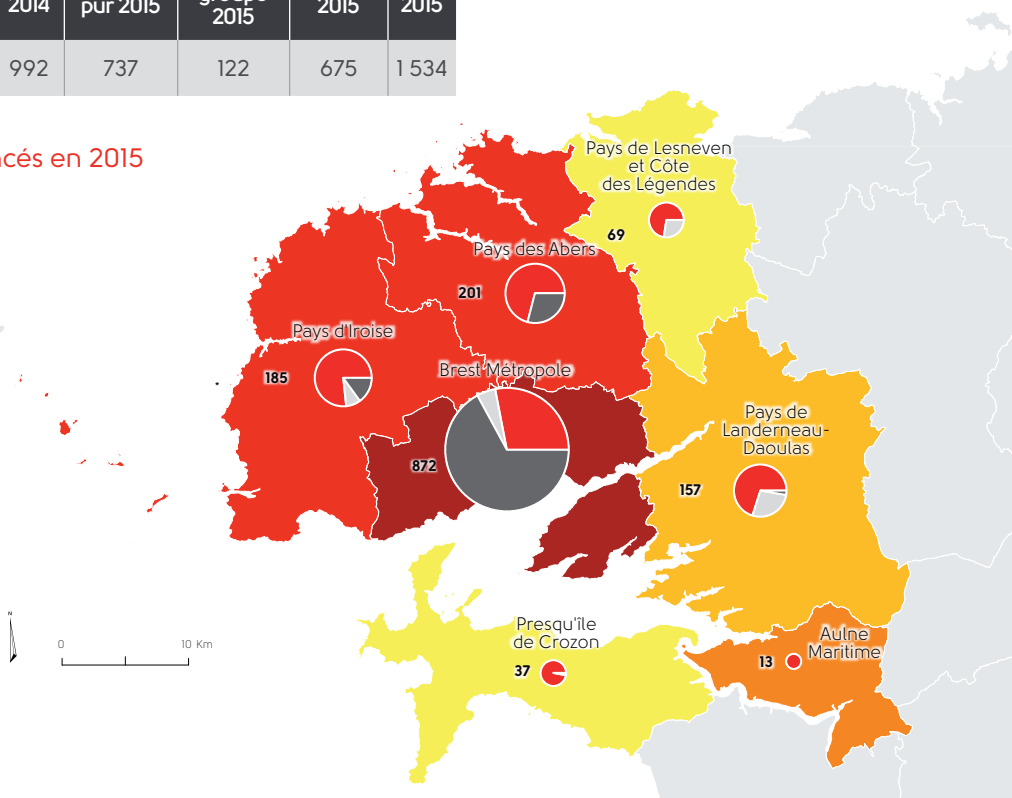 2014 pur 2015 groupe 2015 2015
2015
992 737 122 675 1 534
en 2015
Pays de Lesneven
et Côte
des Légendes
69
Pays des Abers
201
Pays d'Iroise
185
Brest Métropole
872
Pays de
Landerneau-
Daoulas
157
Presqu'île
de Crozon
37
Aulne
Maritime
13
N
0 10 Km